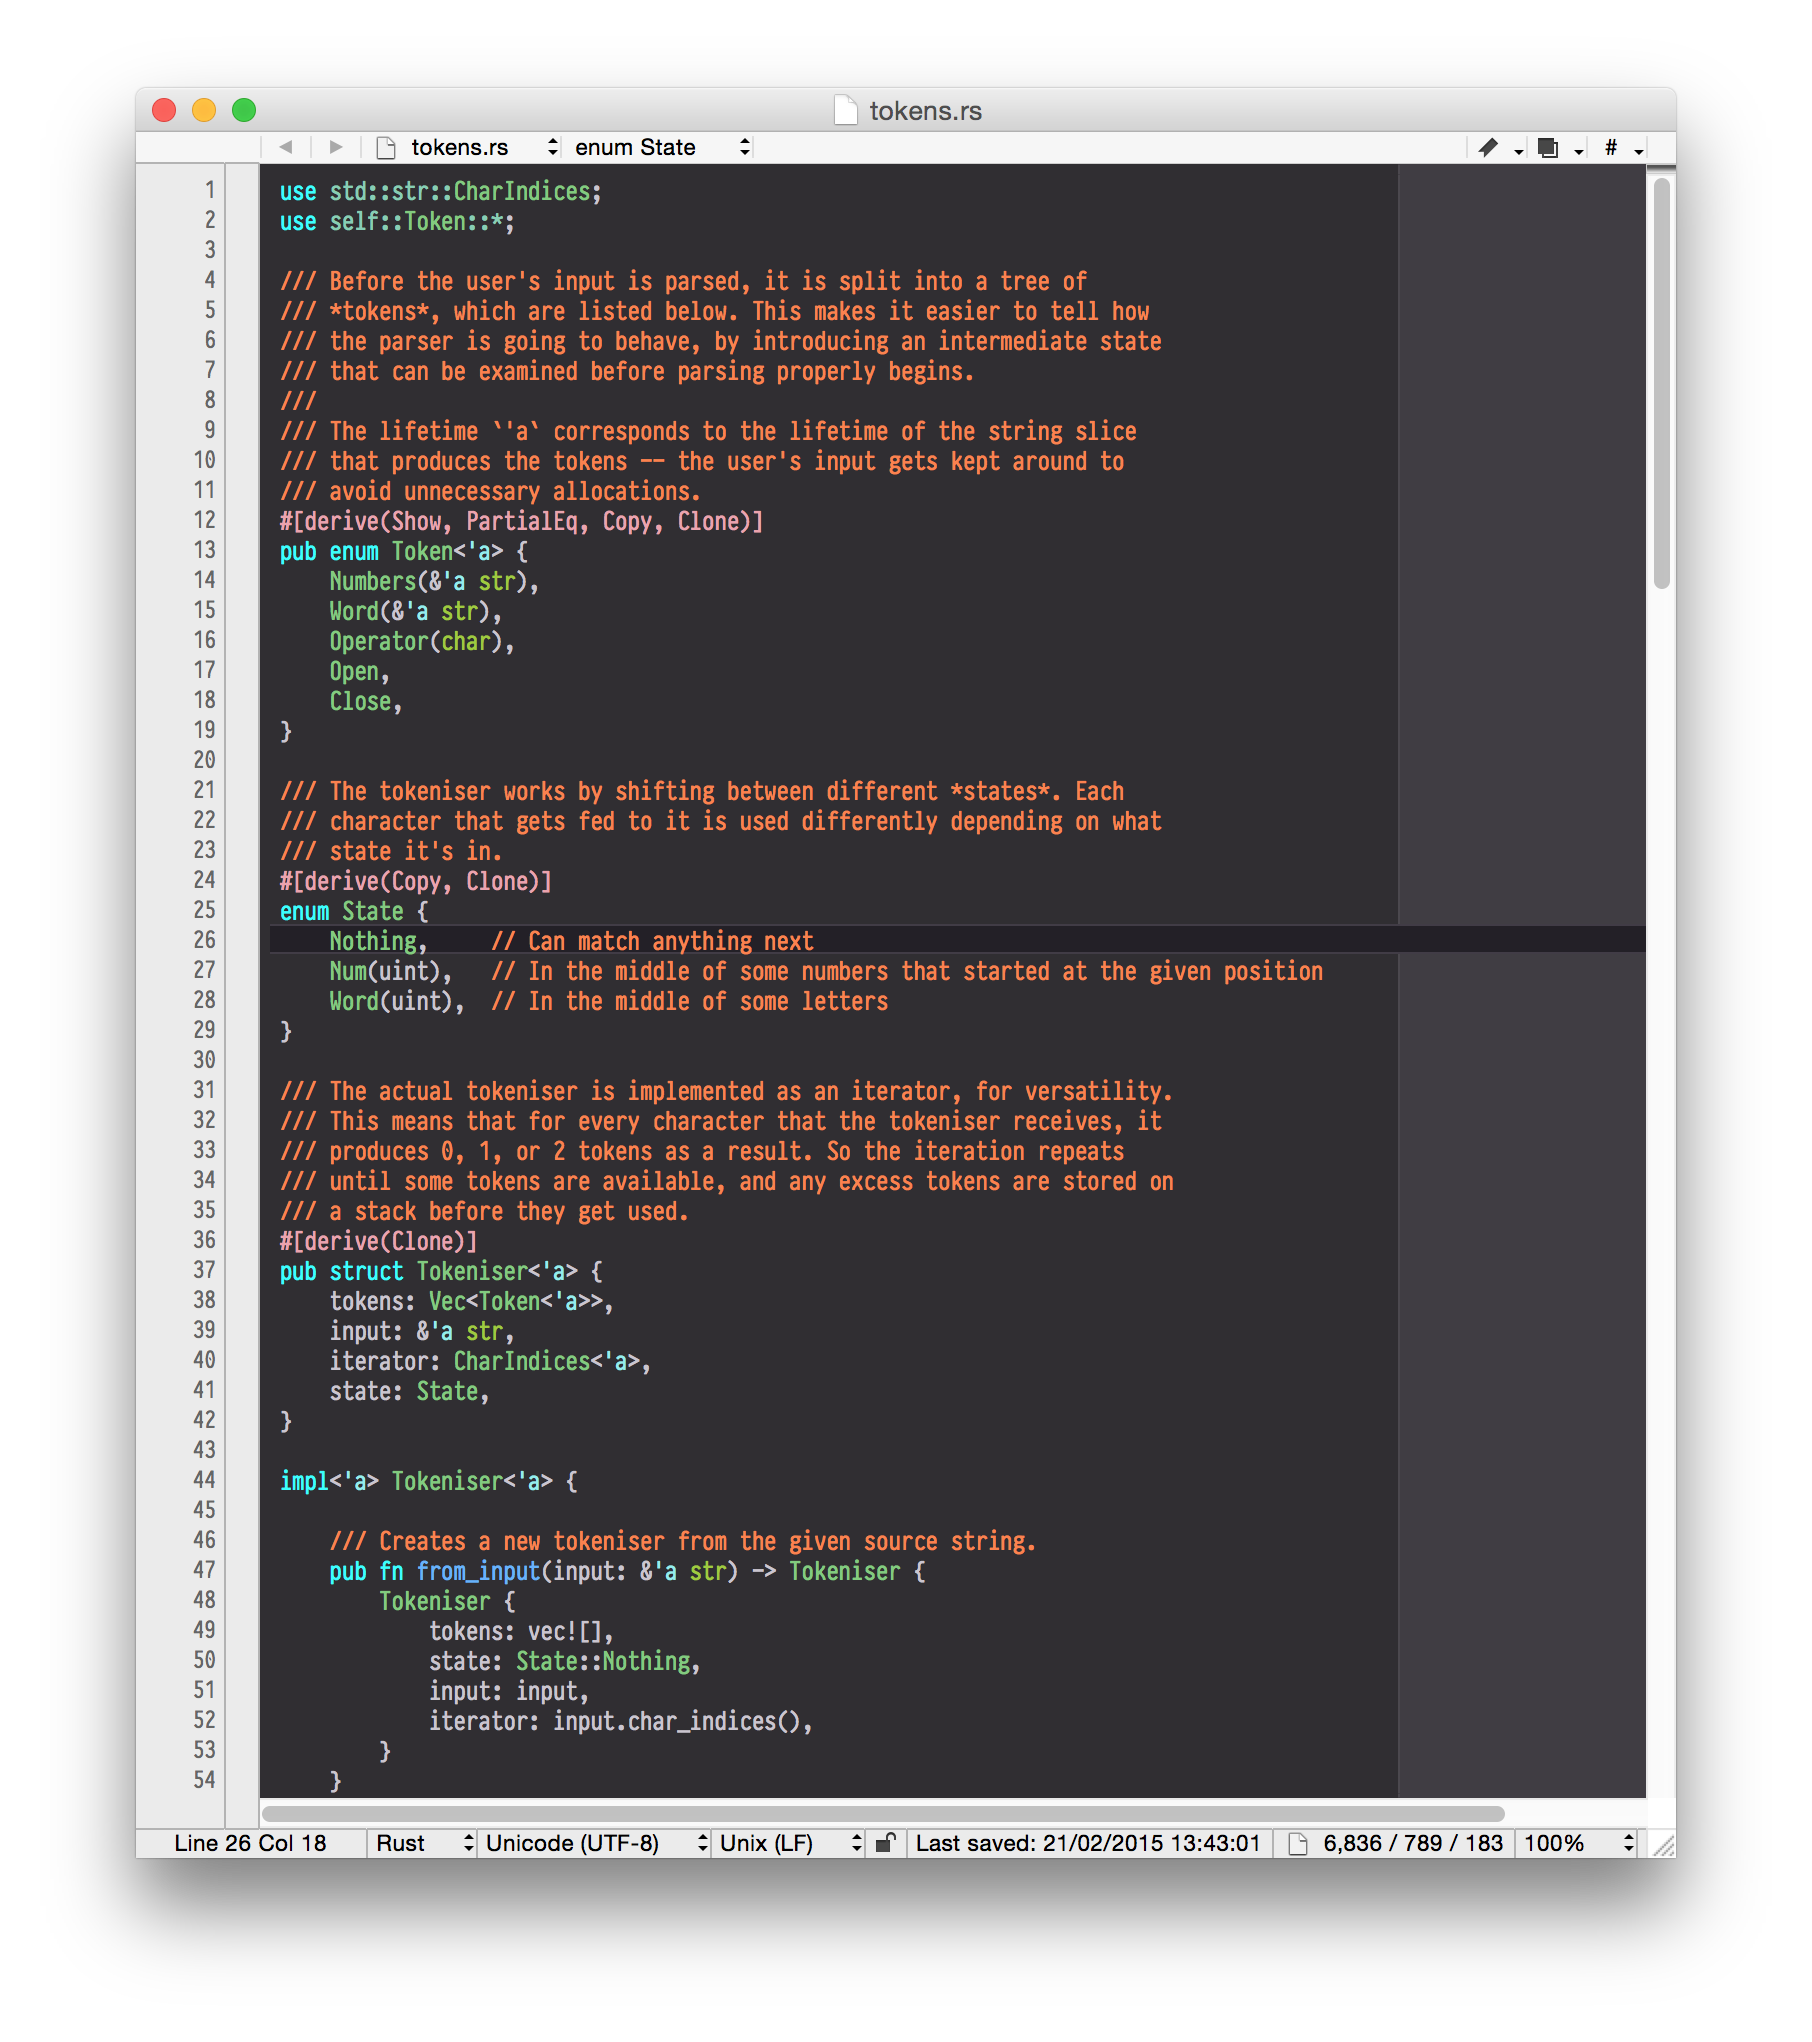 tokens.rs
tokens.rs enum State #
1 use std::str::CharIndices;
2 use self::Token::*;
3
4 /// Before the user's input is parsed, it is split into a tree of
5 /// *tokens*, which are listed below. This makes it easier to tell how
6 /// the parser is going to behave, by introducing an intermediate state
7 /// that can be examined before parsing properly begins.
8 ///
9 /// The lifetime `'a` corresponds to the lifetime of the string slice
10 /// that produces the tokens -- the user's input gets kept around to
11 /// avoid unnecessary allocations.
12 #[derive(Show, PartialEq, Copy, Clone)]
13 pub enum Token<'a> {
14     Numbers(&'a str),
15     Word(&'a str),
16     Operator(char),
17     Open,
18     Close,
19 }
20
21 /// The tokeniser works by shifting between different *states*. Each
22 /// character that gets fed to it is used differently depending on what
23 /// state it's in.
24 #[derive(Copy, Clone)]
25 enum State {
26     Nothing,     // Can match anything next
27     Num(uint),   // In the middle of some numbers that started at the given position
28     Word(uint),  // In the middle of some letters
29 }
30
31 /// The actual tokeniser is implemented as an iterator, for versatility.
32 /// This means that for every character that the tokeniser receives, it
33 /// produces 0, 1, or 2 tokens as a result. So the iteration repeats
34 /// until some tokens are available, and any excess tokens are stored on
35 /// a stack before they get used.
36 #[derive(Clone)]
37 pub struct Tokeniser<'a> {
38     tokens: Vec<Token<'a>>,
39     input: &'a str,
40     iterator: CharIndices<'a>,
41     state: State,
42 }
43
44 impl<'a> Tokeniser<'a> {
45
46     /// Creates a new tokeniser from the given source string.
47     pub fn from_input(input: &'a str) -> Tokeniser {
48         Tokeniser {
49             tokens: vec![],
50             state: State::Nothing,
51             input: input,
52             iterator: input.char_indices(),
53         }
54     }
Line 26 Col 18 Rust Unicode (UTF-8) Unix (LF) Last saved: 21/02/2015 13:43:01 6,836 / 789 / 183 100%